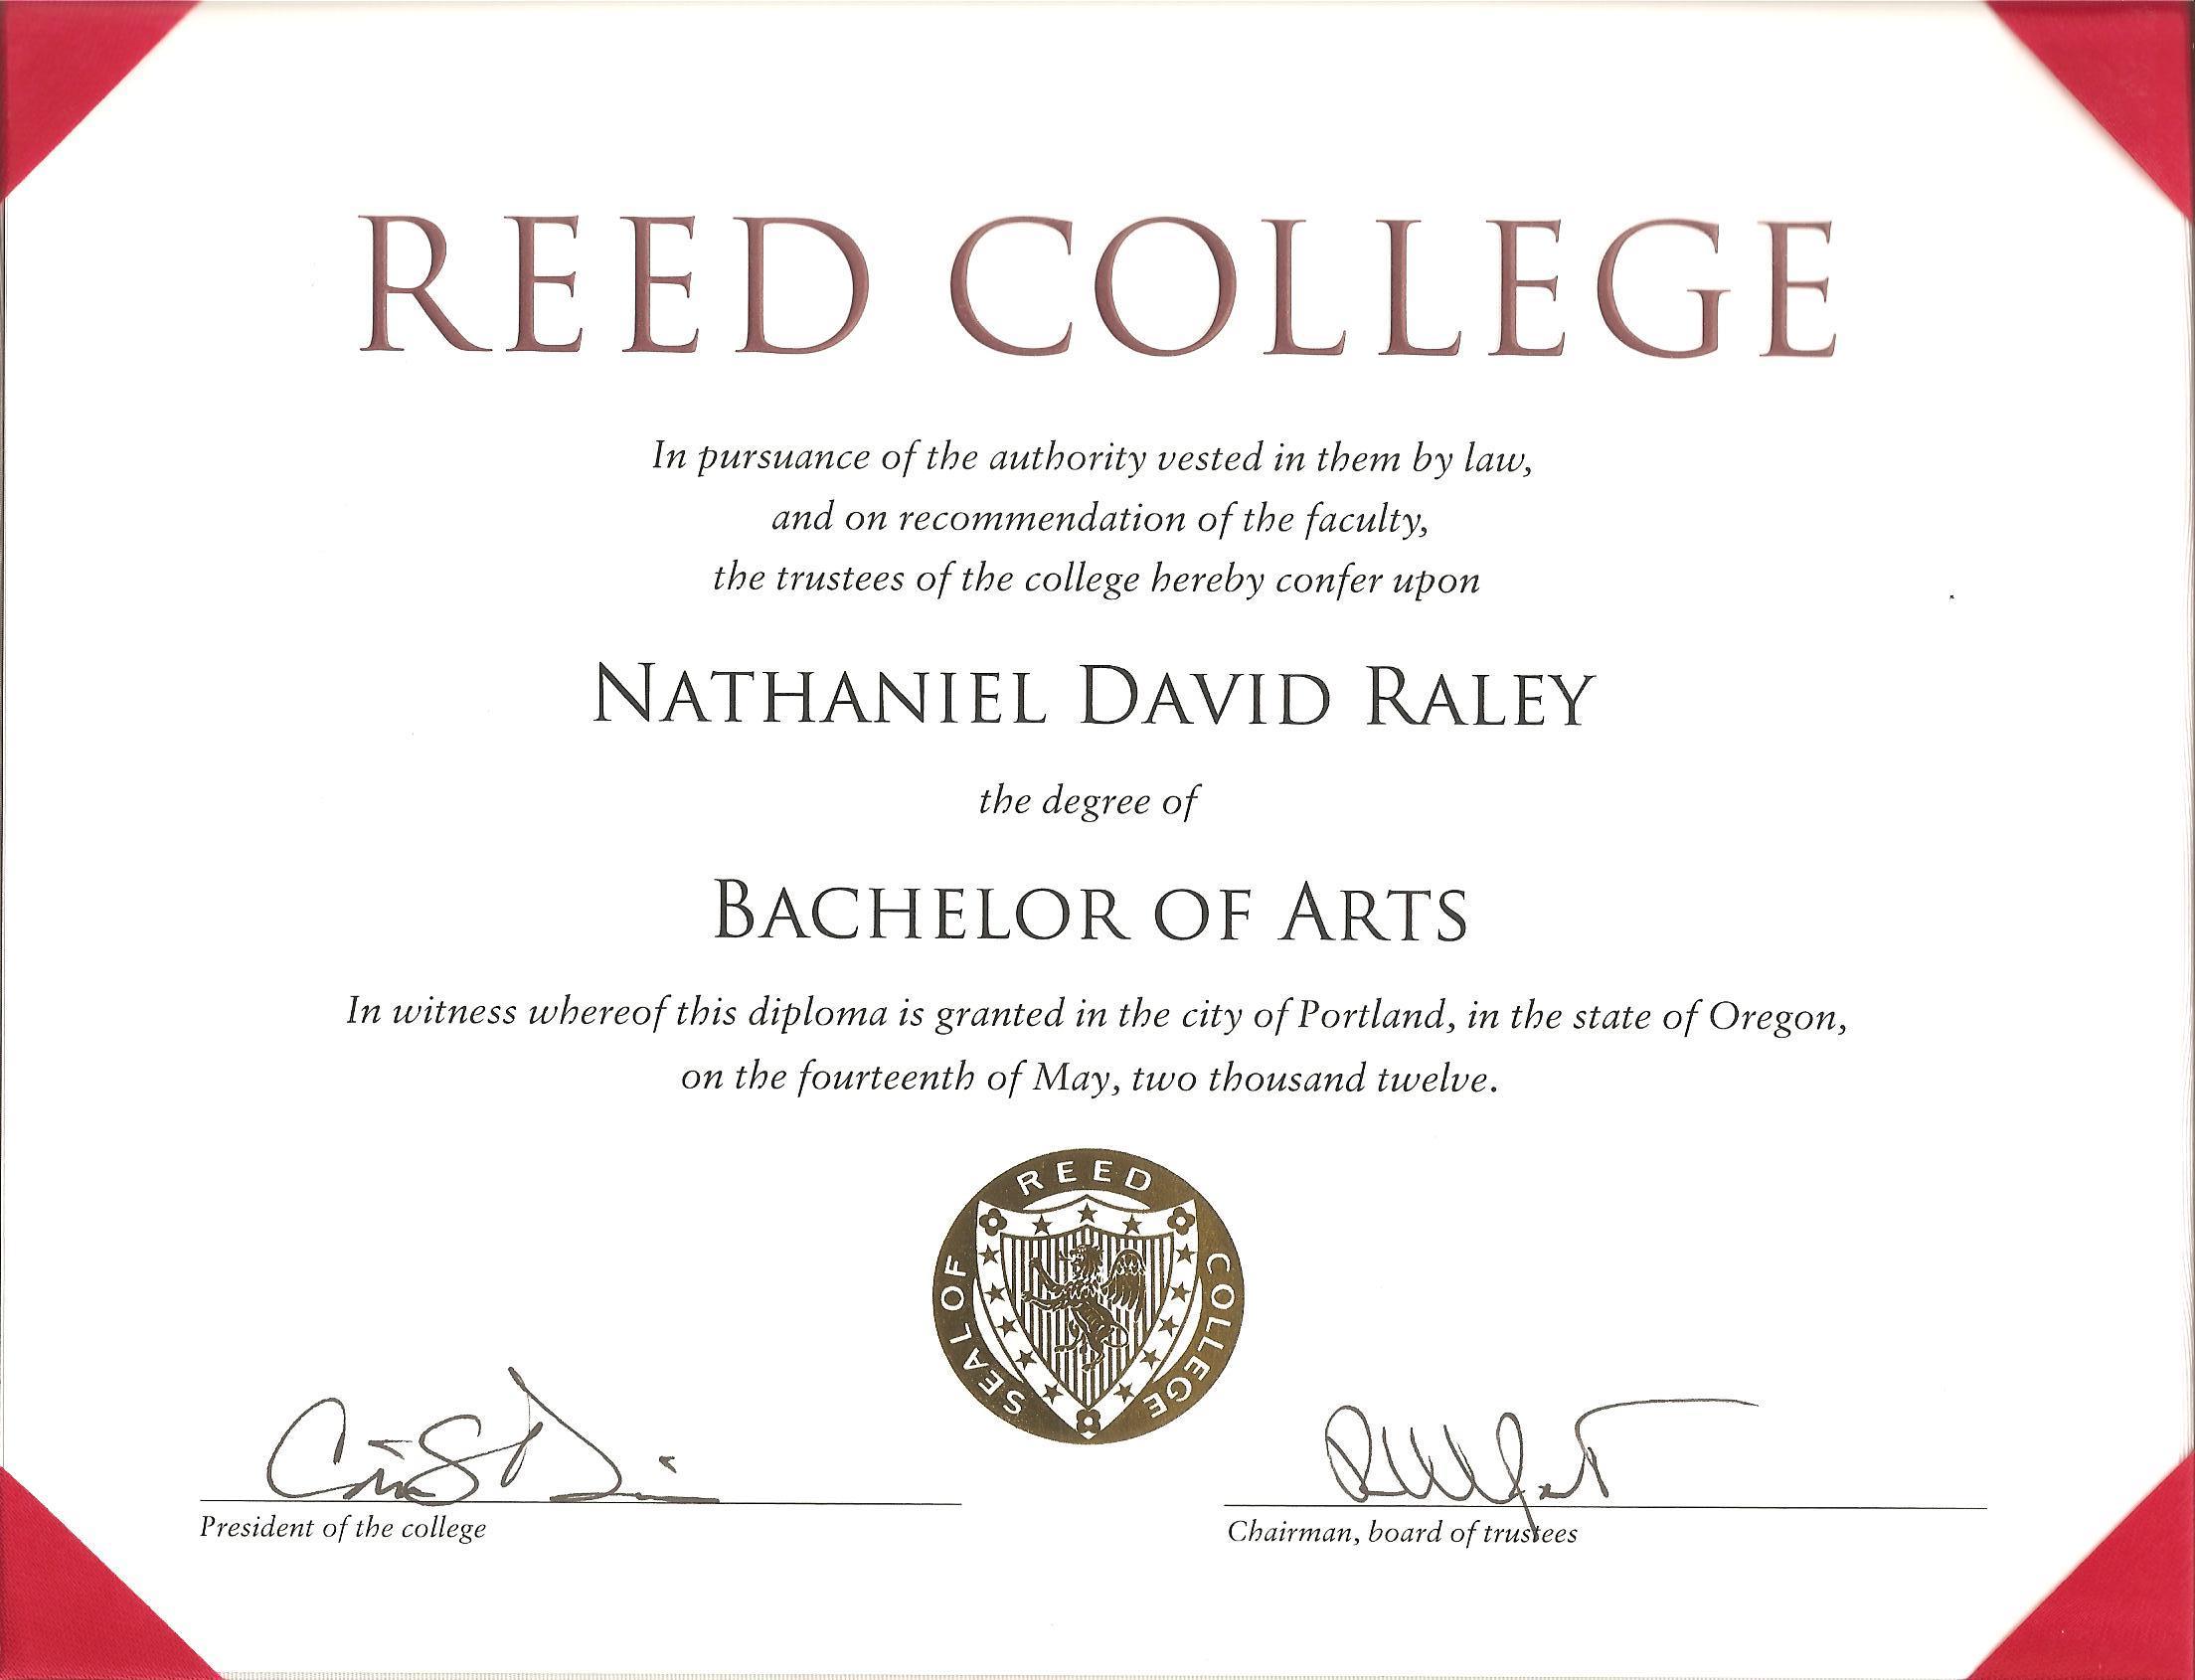 REED COLLEGE
In pursuance of the authority vested in them by law,
and on recommendation of the faculty,
the trustees of the college hereby confer upon
NATHANIEL DAVID RALEY
the degree of
BACHELOR OF ARTS
In witness whereof this diploma is granted in the city of Portland, in the state of Oregon,
on the fourteenth of May, two thousand twelve.
SEAL OF REED COLLEGE
President of the college
Chairman, board of trustees